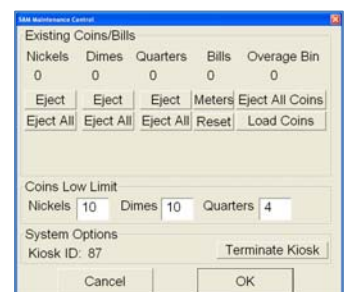 SAM Maintenance Control
Existing Coins/Bills
Nickels Dimes Quarters Bills Overage Bin
0 0 0 0 0
Eject Eject Eject Meters Eject All Coins
Eject All Eject All Eject All Reset Load Coins
Coins Low Limit
Nickels 10 Dimes 10 Quarters 4
System Options
Kiosk ID: 87 Terminate Kiosk
Cancel OK